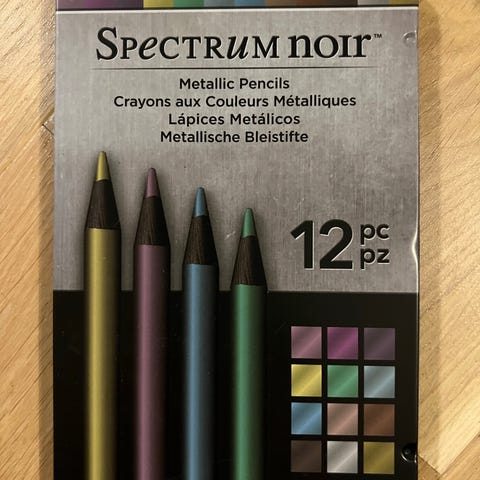 SPECTRUM NOIR™
Metallic Pencils
Crayons aux Couleurs Métalliques
Lápices Metálicos
Metallische Bleistifte
12 pc
pz